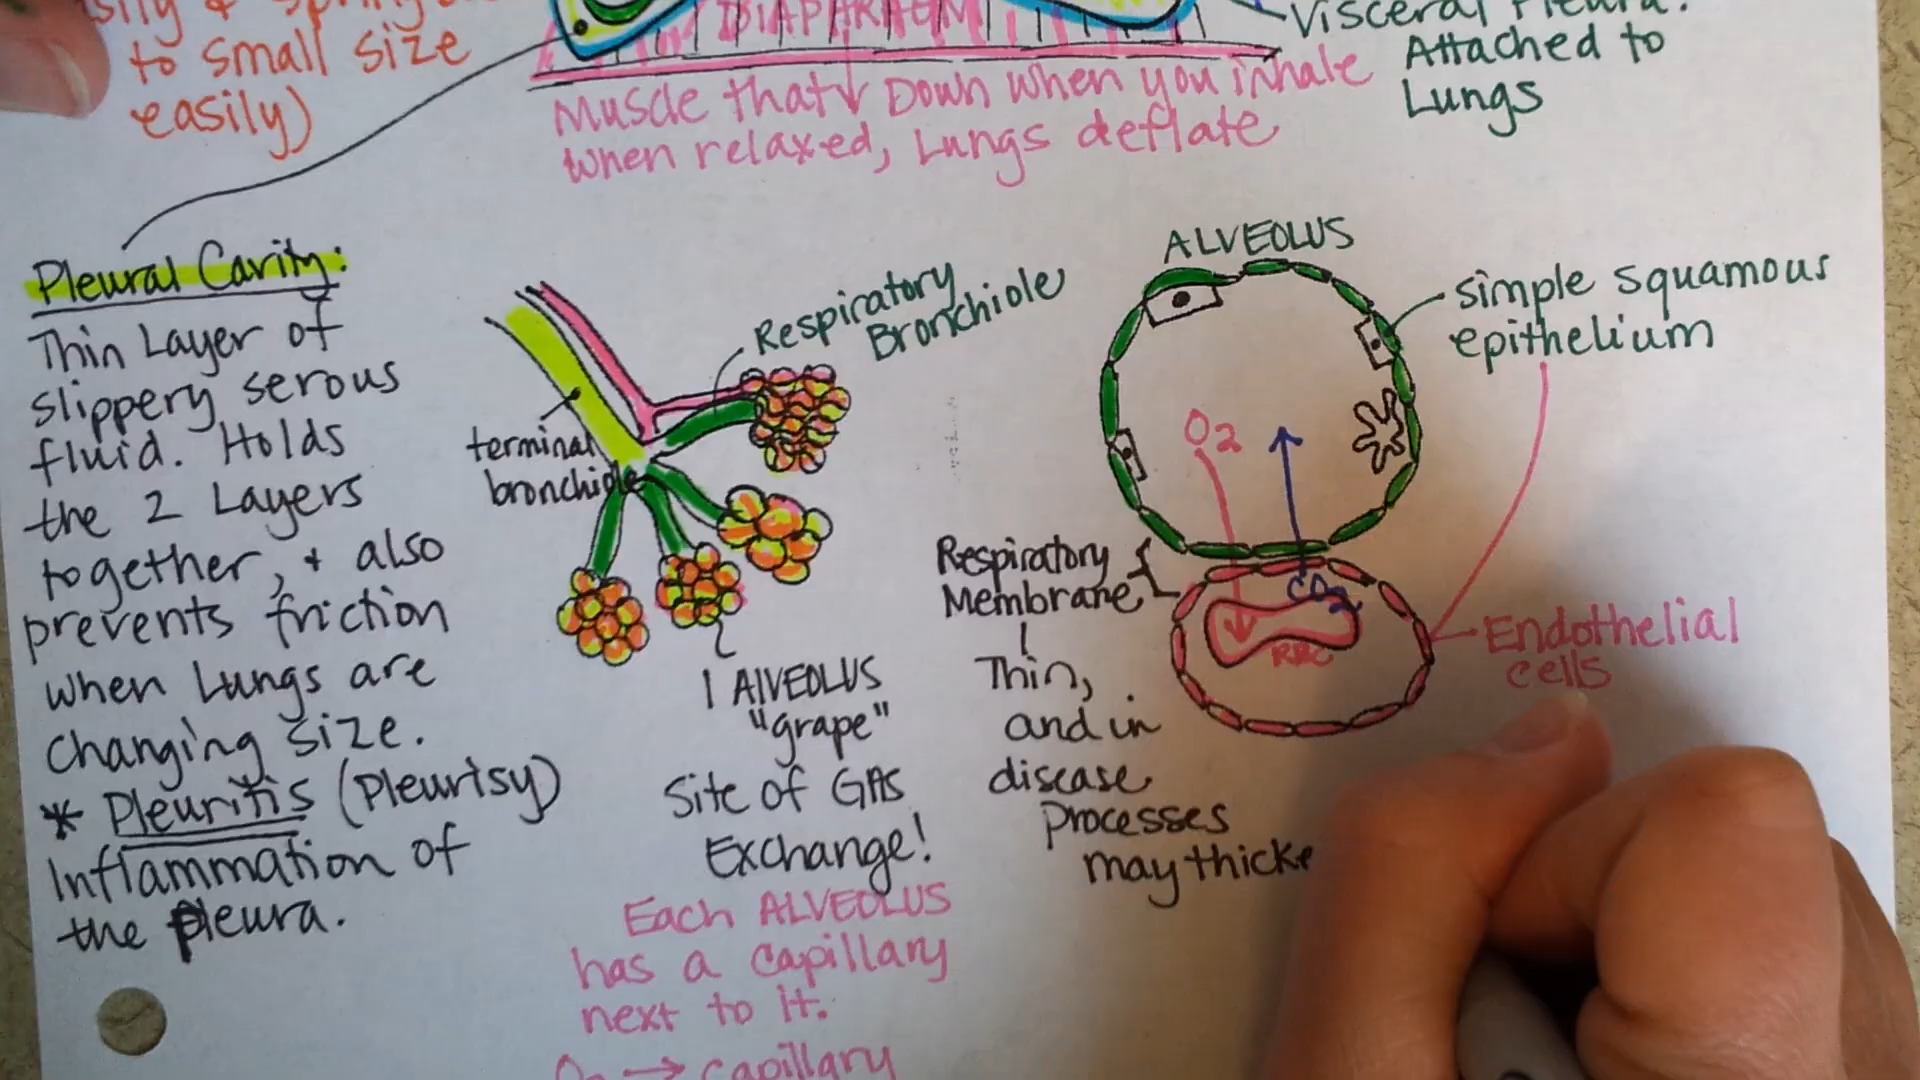 to small size
easily)
DIAPHRAGM
Muscle that ↓ Down when you inhale
when relaxed, Lungs deflate
Visceral Pleura:
Attached to
Lungs
Pleural Cavity:
Thin Layer of
slippery serous
fluid. Holds
the 2 Layers
together, + also
prevents friction
when Lungs are
changing size.
* Pleuritis (Pleurisy)
Inflammation of
the pleura.
Respiratory
Bronchiole
terminal
bronchiole
1 AlVEOLUS
"grape"
Site of GAS
Exchange!
Each ALVEOLUS
has a capillary
next to it.
O2 → capillary
ALVEOLUS
simple squamous
epithelium
O2
CO2
RBC
Respiratory
Membrane
Thin,
and in
disease
Processes
may thicke
Endothelial
cells